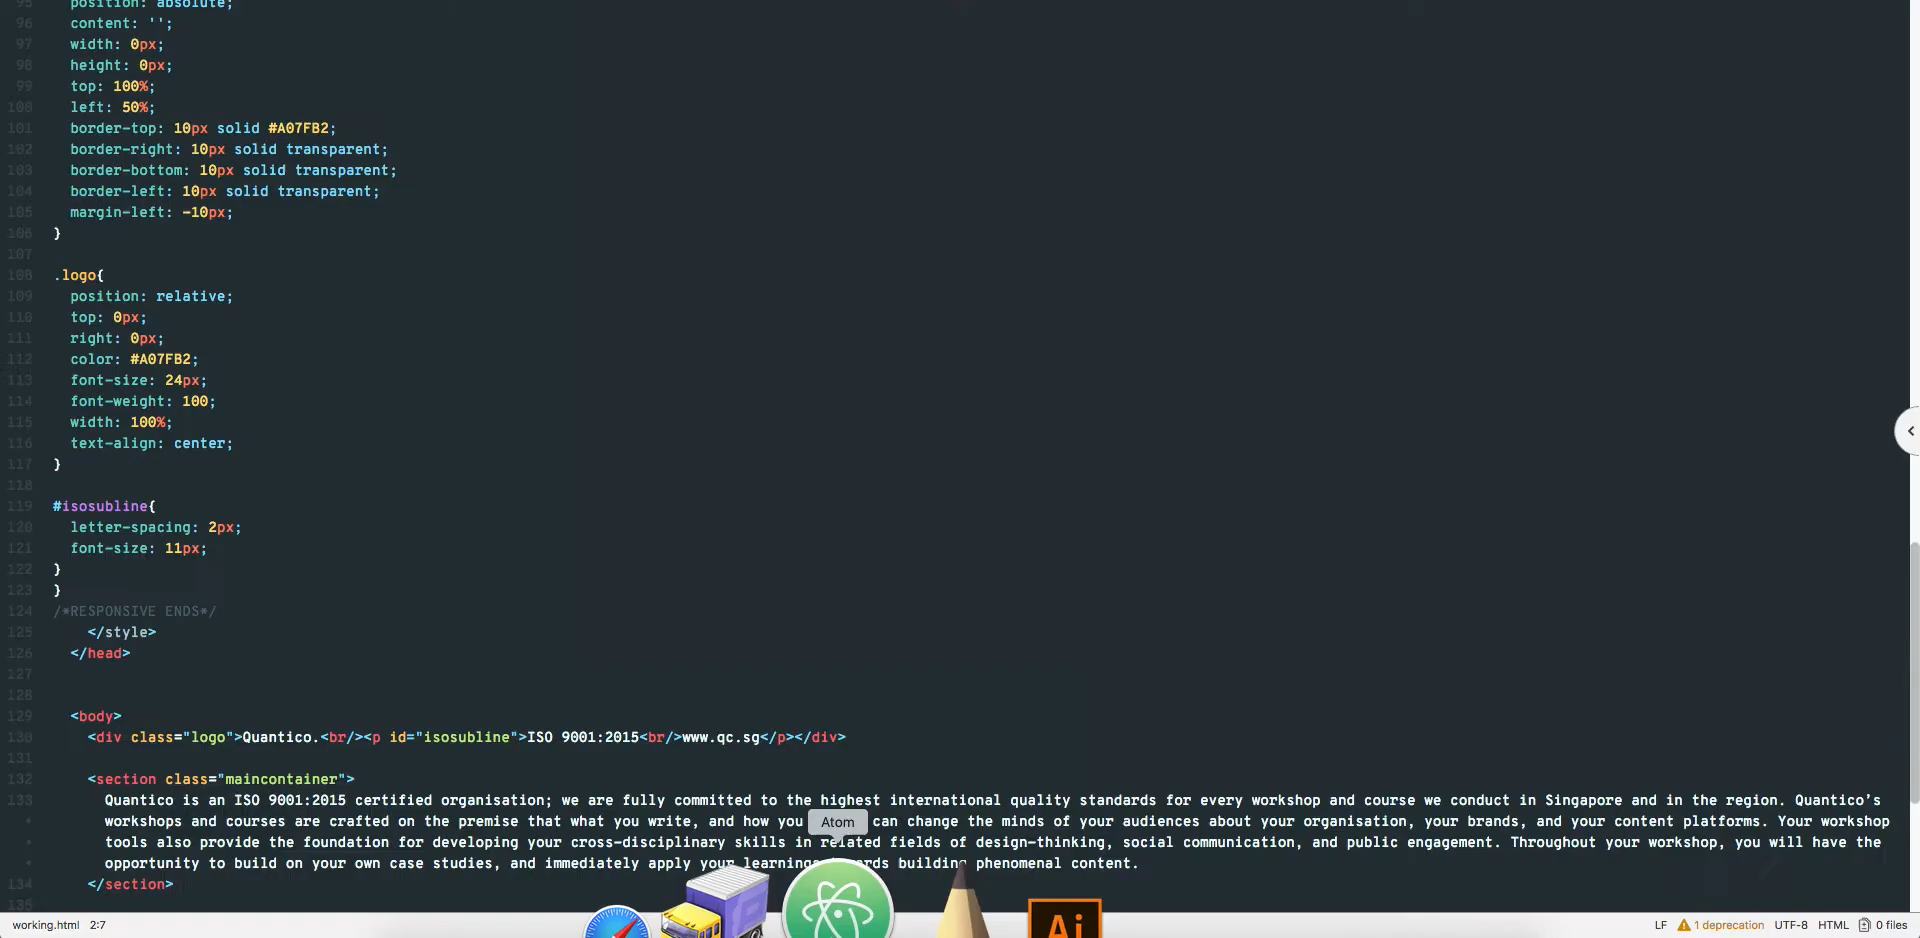 95 position: absolute;
96 content: '';
97 width: 0px;
98 height: 0px;
99 top: 100%;
100 left: 50%;
101 border-top: 10px solid #A07FB2;
102 border-right: 10px solid transparent;
103 border-bottom: 10px solid transparent;
104 border-left: 10px solid transparent;
105 margin-left: -10px;
106 }
107
108 .logo{
109 position: relative;
110 top: 0px;
111 right: 0px;
112 color: #A07FB2;
113 font-size: 24px;
114 font-weight: 100;
115 width: 100%;
116 text-align: center;
117 }
118
119 #isosubline{
120 letter-spacing: 2px;
121 font-size: 11px;
122 }
123 }
124 /*RESPONSIVE ENDS*/
125 </style>
126 </head>
127
128
129 <body>
130 <div class="logo">Quantico.<br/><p id="isosubline">ISO 9001:2015<br/>www.qc.sg</p></div>
131
132 <section class="maincontainer">
133 Quantico is an ISO 9001:2015 certified organisation; we are fully committed to the highest international quality standards for every workshop and course we conduct in Singapore and in the region. Quantico's
workshops and courses are crafted on the premise that what you write, and how you can change the minds of your audiences about your organisation, your brands, and your content platforms. Your workshop
Atom
tools also provide the foundation for developing your cross-disciplinary skills in related fields of design-thinking, social communication, and public engagement. Throughout your workshop, you will have the
opportunity to build on your own case studies, and immediately apply your learnings building phenomenal content.
134 </section>
135
Ai
working.html 2:7 LF 1 deprecation UTF-8 HTML 0 files